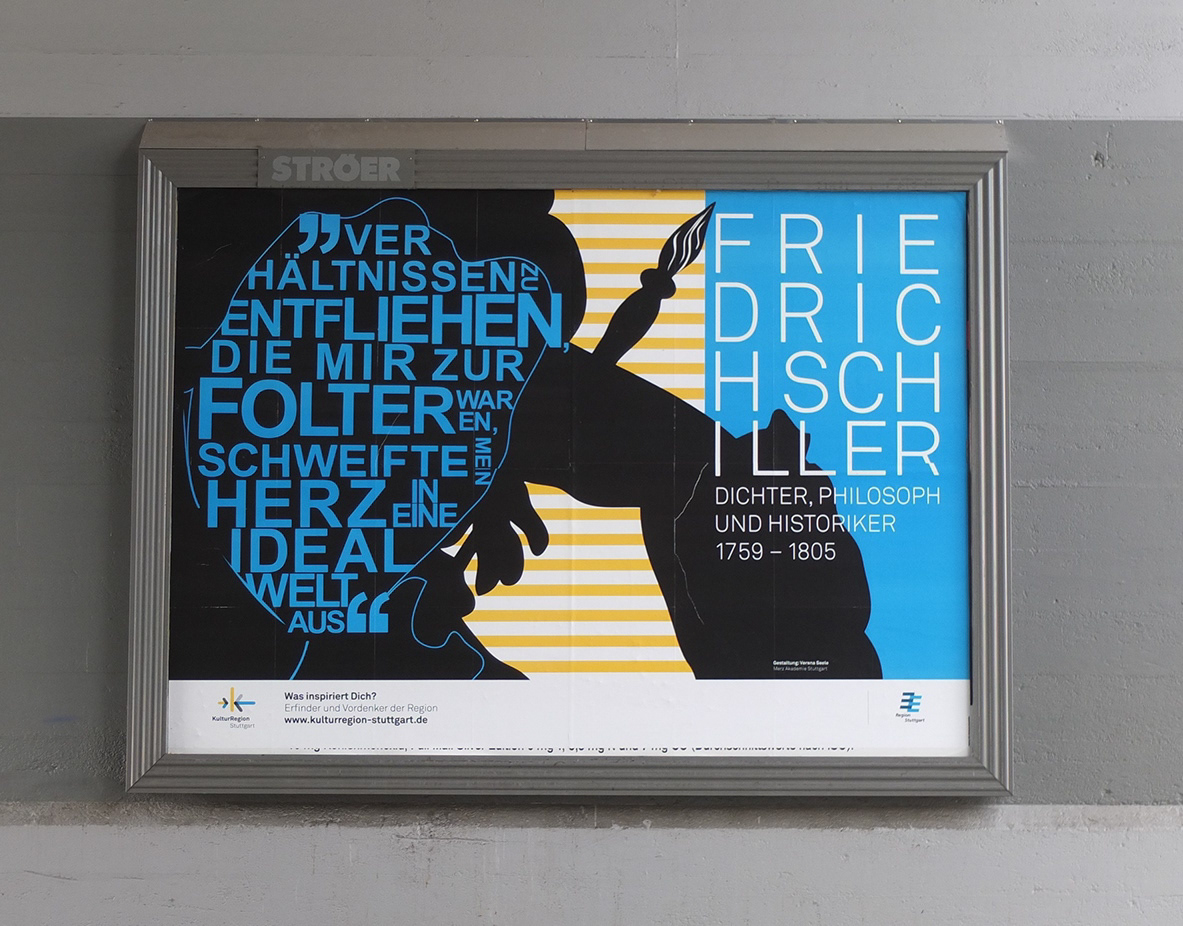 STRÖER
„VER
HÄLTNISSEN ZU
ENTFLIEHEN,
DIE MIR ZUR
FOLTER WAR
EN,
SCHWEIFTE MEN
HERZ IN
EINE
IDEAL
WELT
AUS“
FRIE
DRIC
HSCH
ILLER
DICHTER, PHILOSOPH
UND HISTORIKER
1759 – 1805
Gestaltung: Verena Seele
Merz Akademie Stuttgart
KulturRegion
Stuttgart
Was inspiriert Dich?
Erfinder und Vordenker der Region
www.kulturregion-stuttgart.de
Region
Stuttgart